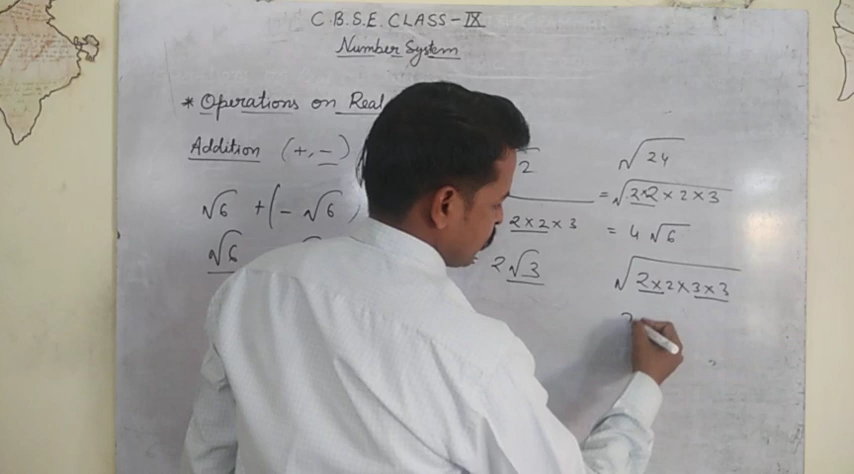 C.B.S.E. CLASS-IX
Number System
* Operations on Real
Addition (+, -)
√6 + (- √6)
√6
2
2×2×3
2√3
√24
= √2×2×2×3
= 4√6
√2×2×3×3